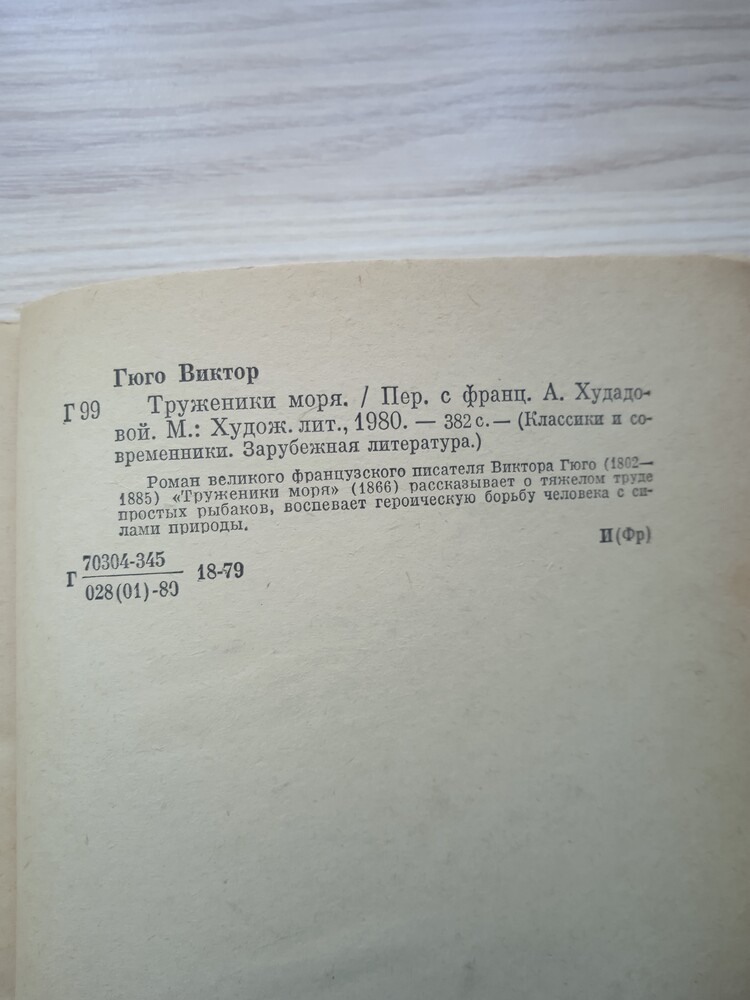 Гюго Виктор
Г 99 Труженики моря. / Пер. с франц. А. Худадо-
вой. М.: Худож. лит., 1980. — 382 с. — (Классики и со-
временники. Зарубежная литература.)
Роман великого французского писателя Виктора Гюго (1802—
1885) «Труженики моря» (1866) рассказывает о тяжелом труде
простых рыбаков, воспевает героическую борьбу человека с си-
лами природы.
И(Фр)
70304-345
Г 18-79
028(01)-80